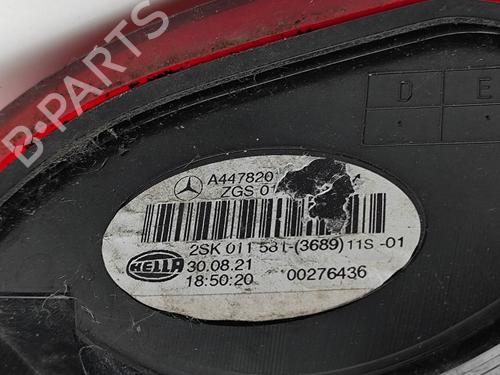 B-PARTS
D E
A447820
ZGS 01
2SK 011 581-(3689) 11S -01
HELLA 30.08.21
18:50:20 00276436